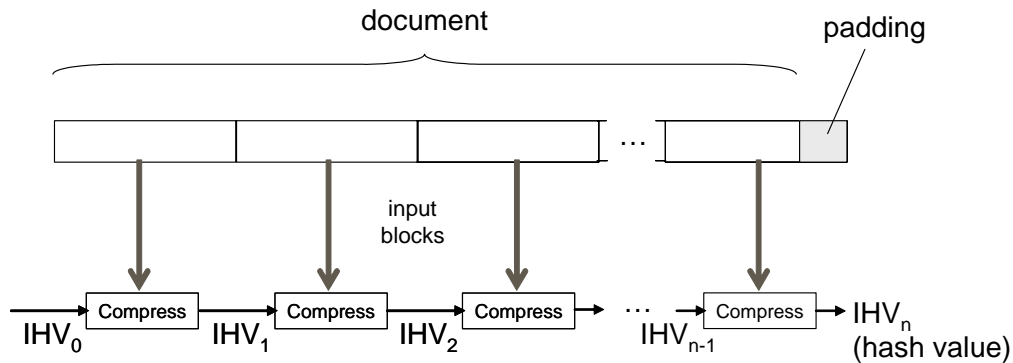 document
padding
...
input
blocks
Compress
Compress
Compress
...
Compress
IHV₀
IHV₁
IHV₂
IHVₙ₋₁
IHVₙ
(hash value)